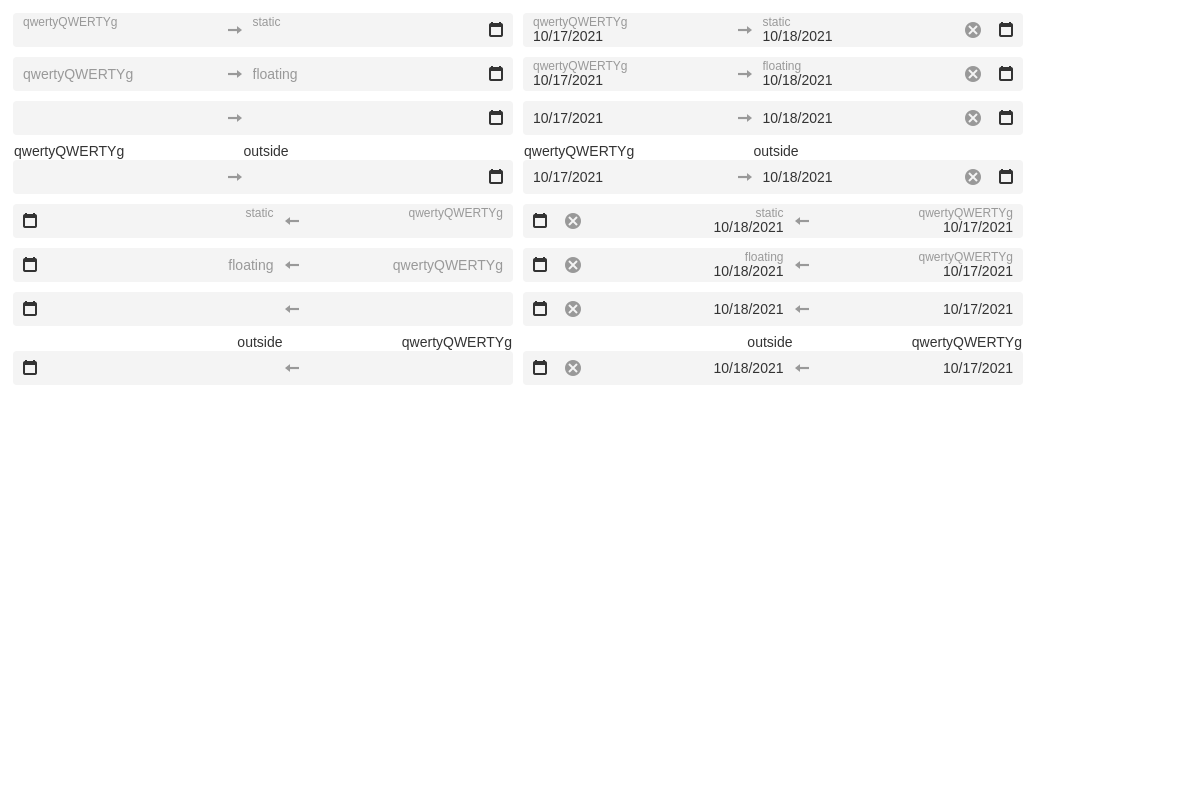 qwertyQWERTYg static qwertyQWERTYg static
10/17/2021 10/18/2021
qwertyQWERTYg floating qwertyQWERTYg floating
10/17/2021 10/18/2021
10/17/2021 10/18/2021
qwertyQWERTYg outside qwertyQWERTYg outside
10/17/2021 10/18/2021
static qwertyQWERTYg static qwertyQWERTYg
10/18/2021 10/17/2021
floating qwertyQWERTYg floating qwertyQWERTYg
10/18/2021 10/17/2021
10/18/2021 10/17/2021
outside qwertyQWERTYg outside qwertyQWERTYg
10/18/2021 10/17/2021